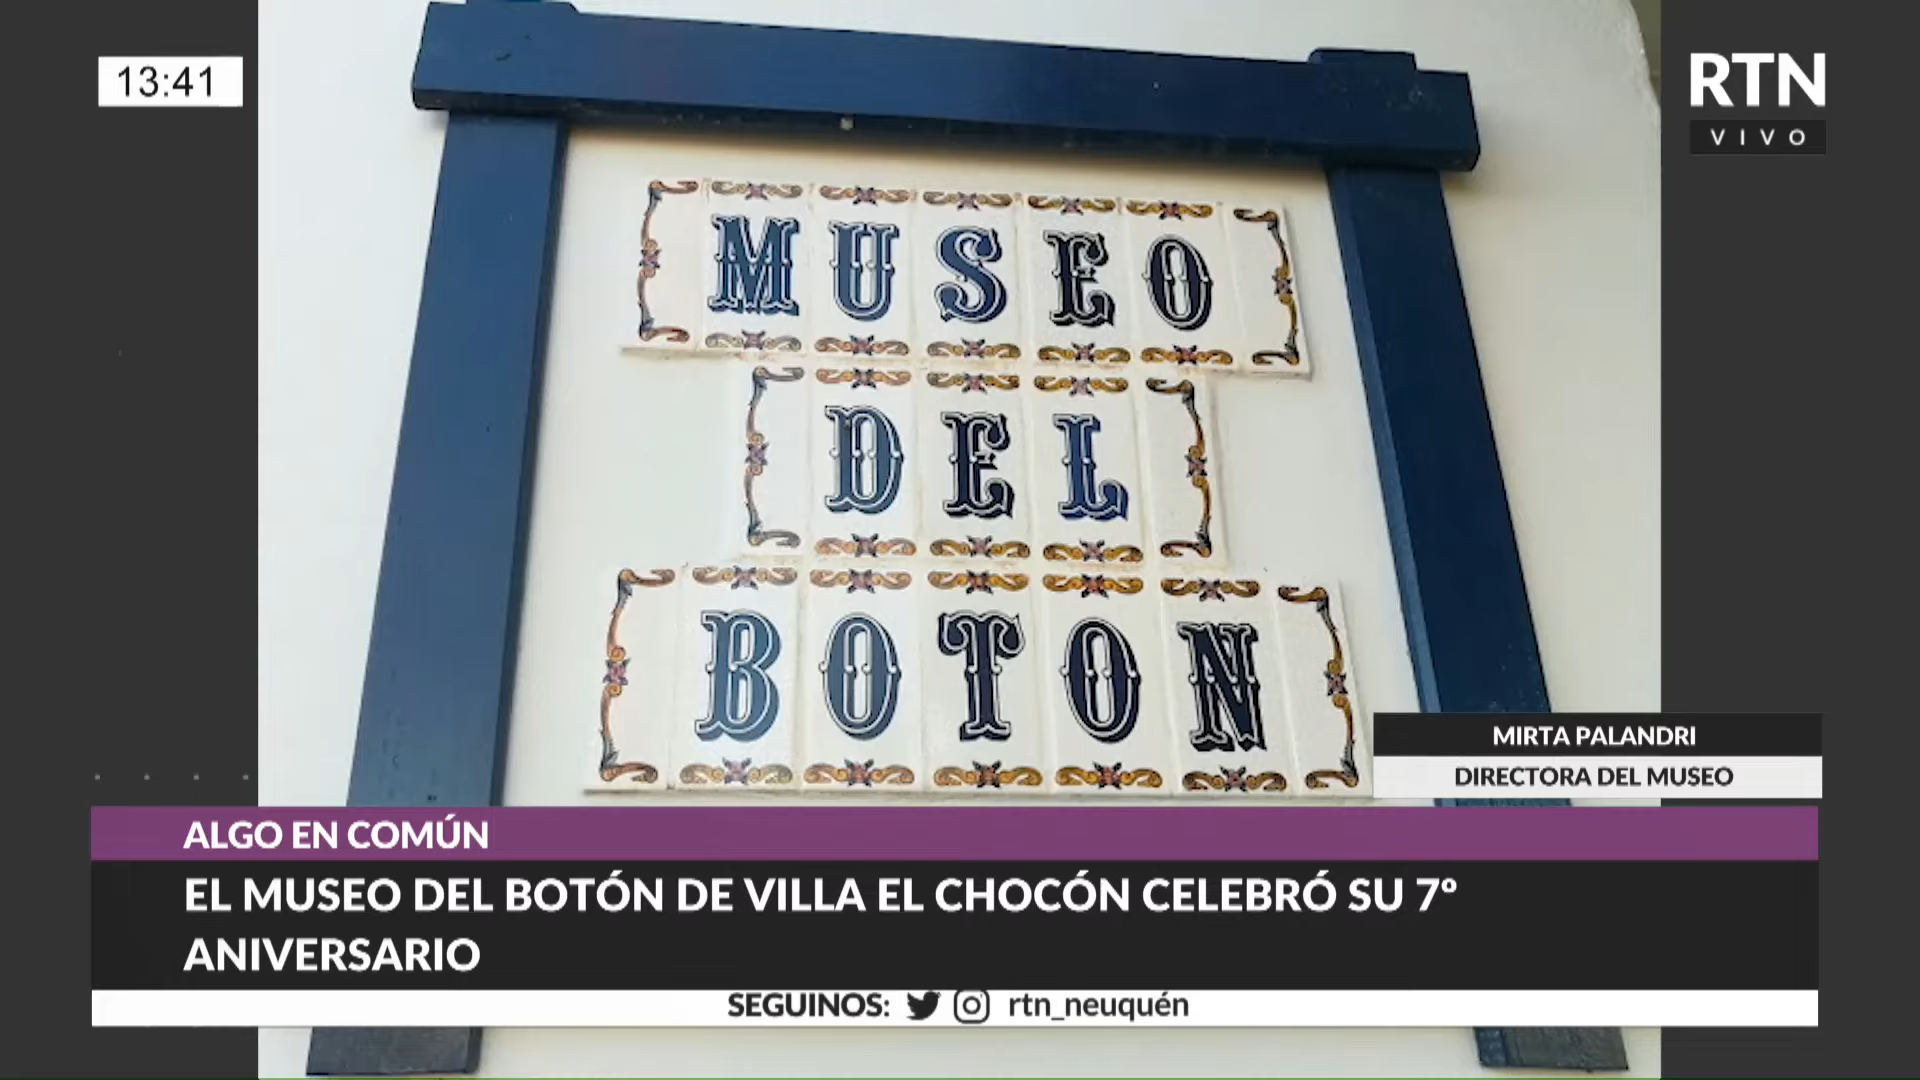 13:41
RTN
VIVO
MUSEO
DEL
BOTON
MIRTA PALANDRI
DIRECTORA DEL MUSEO
ALGO EN COMÚN
EL MUSEO DEL BOTÓN DE VILLA EL CHOCÓN CELEBRÓ SU 7º
ANIVERSARIO
SEGUINOS: rtn_neuquén